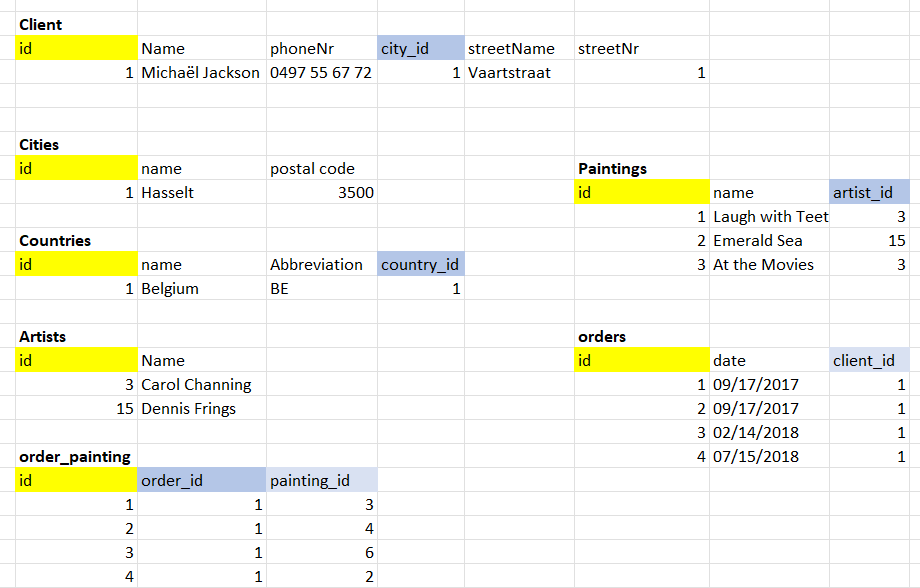 Client
id Name phoneNr city_id streetName streetNr
1 Michaël Jackson 0497 55 67 72 1 Vaartstraat 1
Cities
id name postal code
1 Hasselt 3500
Countries
id name Abbreviation country_id
1 Belgium BE 1
Artists
id Name
3 Carol Channing
15 Dennis Frings
order_painting
id order_id painting_id
1 1 3
2 1 4
3 1 6
4 1 2
Paintings
id name artist_id
1 Laugh with Teet 3
2 Emerald Sea 15
3 At the Movies 3
orders
id date client_id
1 09/17/2017 1
2 09/17/2017 1
3 02/14/2018 1
4 07/15/2018 1